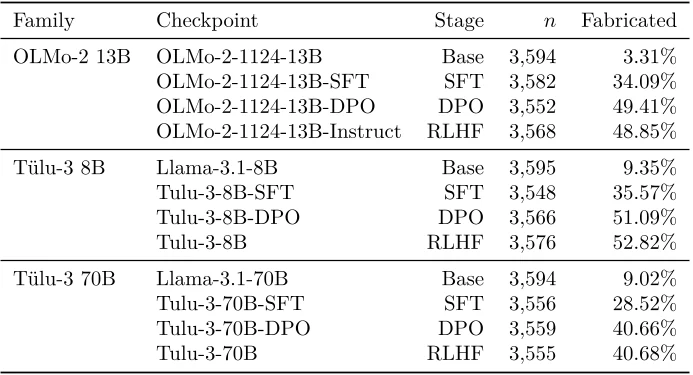 Family Checkpoint Stage n Fabricated
OLMo-2 13B OLMo-2-1124-13B Base 3,594 3.31%
OLMo-2-1124-13B-SFT SFT 3,582 34.09%
OLMo-2-1124-13B-DPO DPO 3,552 49.41%
OLMo-2-1124-13B-Instruct RLHF 3,568 48.85%
Tülu-3 8B Llama-3.1-8B Base 3,595 9.35%
Tulu-3-8B-SFT SFT 3,548 35.57%
Tulu-3-8B-DPO DPO 3,566 51.09%
Tulu-3-8B RLHF 3,576 52.82%
Tülu-3 70B Llama-3.1-70B Base 3,594 9.02%
Tulu-3-70B-SFT SFT 3,556 28.52%
Tulu-3-70B-DPO DPO 3,559 40.66%
Tulu-3-70B RLHF 3,555 40.68%